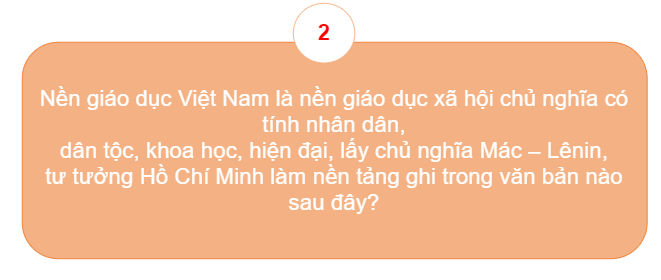 2
Nền giáo dục Việt Nam là nền giáo dục xã hội chủ nghĩa có
tính nhân dân,
dân tộc, khoa học, hiện đại, lấy chủ nghĩa Mác – Lênin,
tư tưởng Hồ Chí Minh làm nền tảng ghi trong văn bản nào
sau đây?